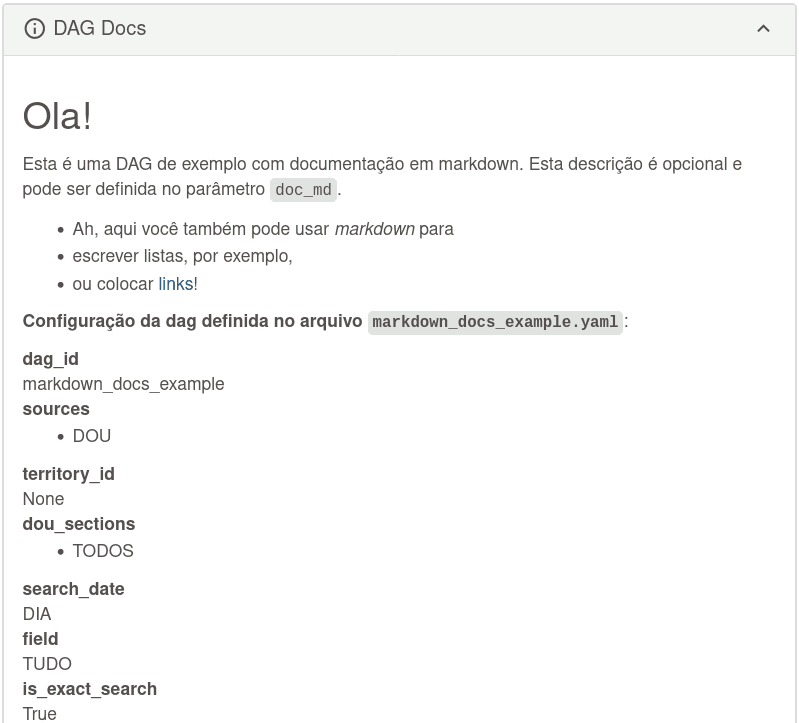 DAG Docs
Ola!
Esta é uma DAG de exemplo com documentação em markdown. Esta descrição é opcional e
pode ser definida no parâmetro doc_md.
• Ah, aqui você também pode usar markdown para
• escrever listas, por exemplo,
• ou colocar links!
Configuração da dag definida no arquivo markdown_docs_example.yaml:
dag_id
markdown_docs_example
sources
• DOU
territory_id
None
dou_sections
• TODOS
search_date
DIA
field
TUDO
is_exact_search
True